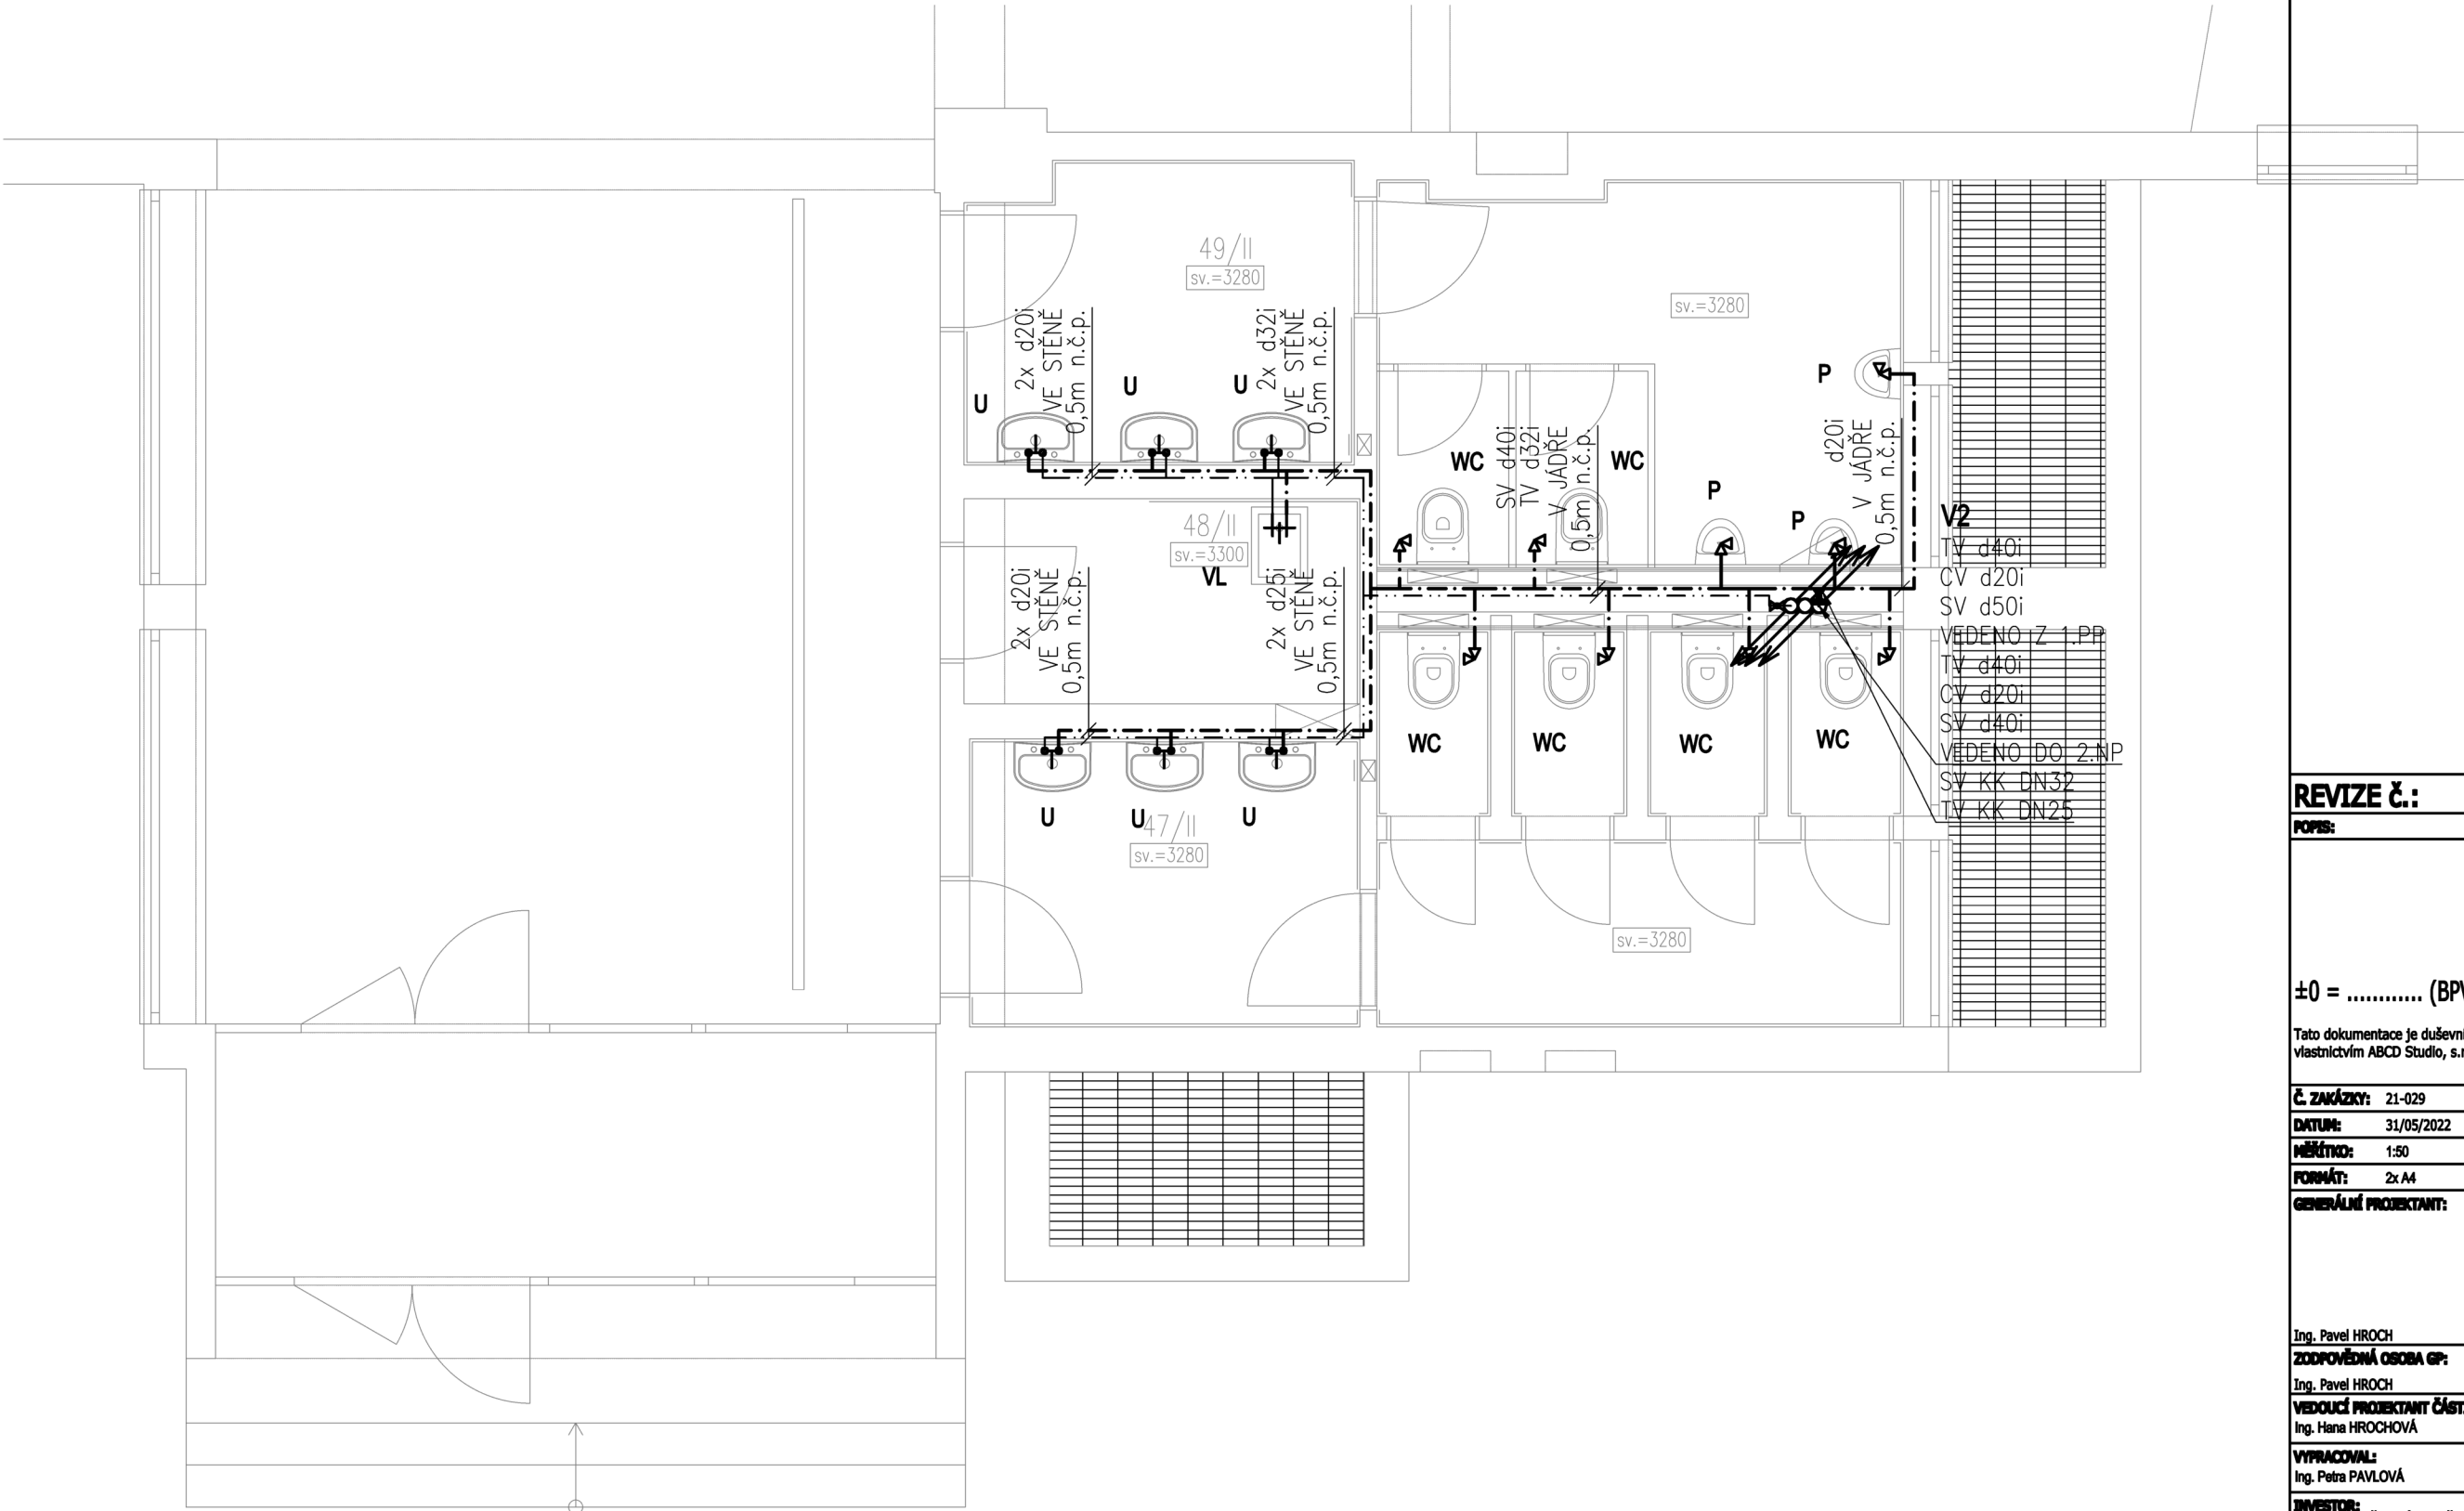 49/II
sv.=3280
2x d20i
VE STĚNĚ
0,5m n.č.p.
2x d32i
VE STĚNĚ
0,5m n.č.p.
U
U
U
sv.=3280
P
WC
SV d40i
TV d32i
V JÁDŘE
0,5m n.č.p.
WC
P
P
d20i
V JÁDŘE
0,5m n.č.p.
48/II
sv.=3300
VL
2x d20i
VE STĚNĚ
0,5m n.č.p.
2x d25i
VE STĚNĚ
0,5m n.č.p.
V2
TV d40i
CV d20i
SV d50i
VEDENO Z 1.PP
TV d40i
CV d20i
SV d40i
VEDENO DO 2.NP
SV KK DN32
TV KK DN25
WC
WC
WC
WC
U
U
U
47/II
sv.=3280
sv.=3280
REVIZE č.:
POPIS:
±0 = ............ (BPV
Tato dokumentace je duševn
vlastnictvím ABCD Studio, s.
Č. ZAKÁZKY: 21-029
DATUM: 31/05/2022
MĚŘÍTKO: 1:50
FORMÁT: 2x A4
GENERÁLNÍ PROJEKTANT:
Ing. Pavel HROCH
ZODPOVĚDNÁ OSOBA GP:
Ing. Pavel HROCH
VEDOUCÍ PROJEKTANT ČÁST
Ing. Hana HROCHOVÁ
VYPRACOVAL:
Ing. Petra PAVLOVÁ
INVESTOR: